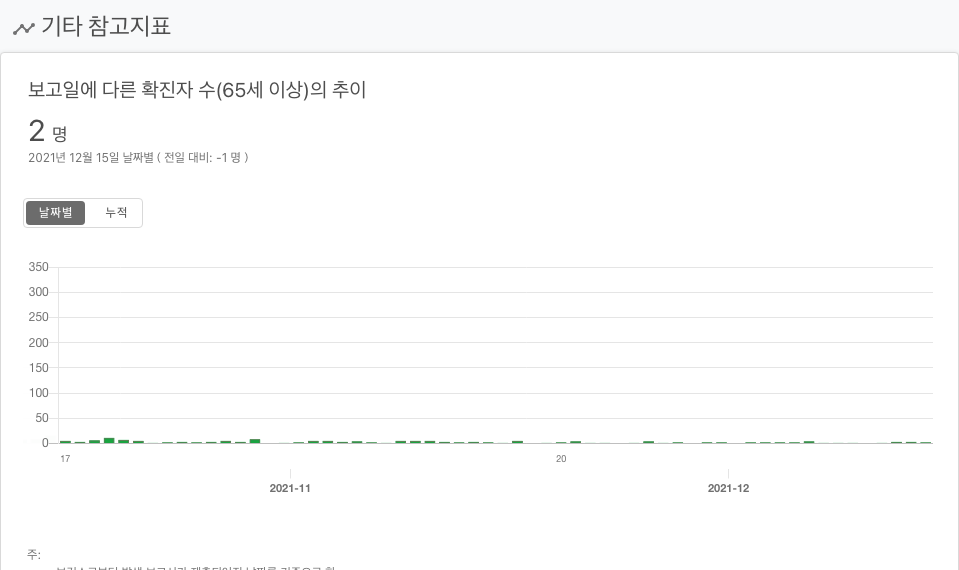 기타 참고지표
보고일에 다른 확진자 수(65세 이상)의 추이
2 명
2021년 12월 15일 날짜별 ( 전일 대비: -1 명 )
날짜별 누적
350
300
250
200
150
100
50
0
17 20
2021-11 2021-12
주: